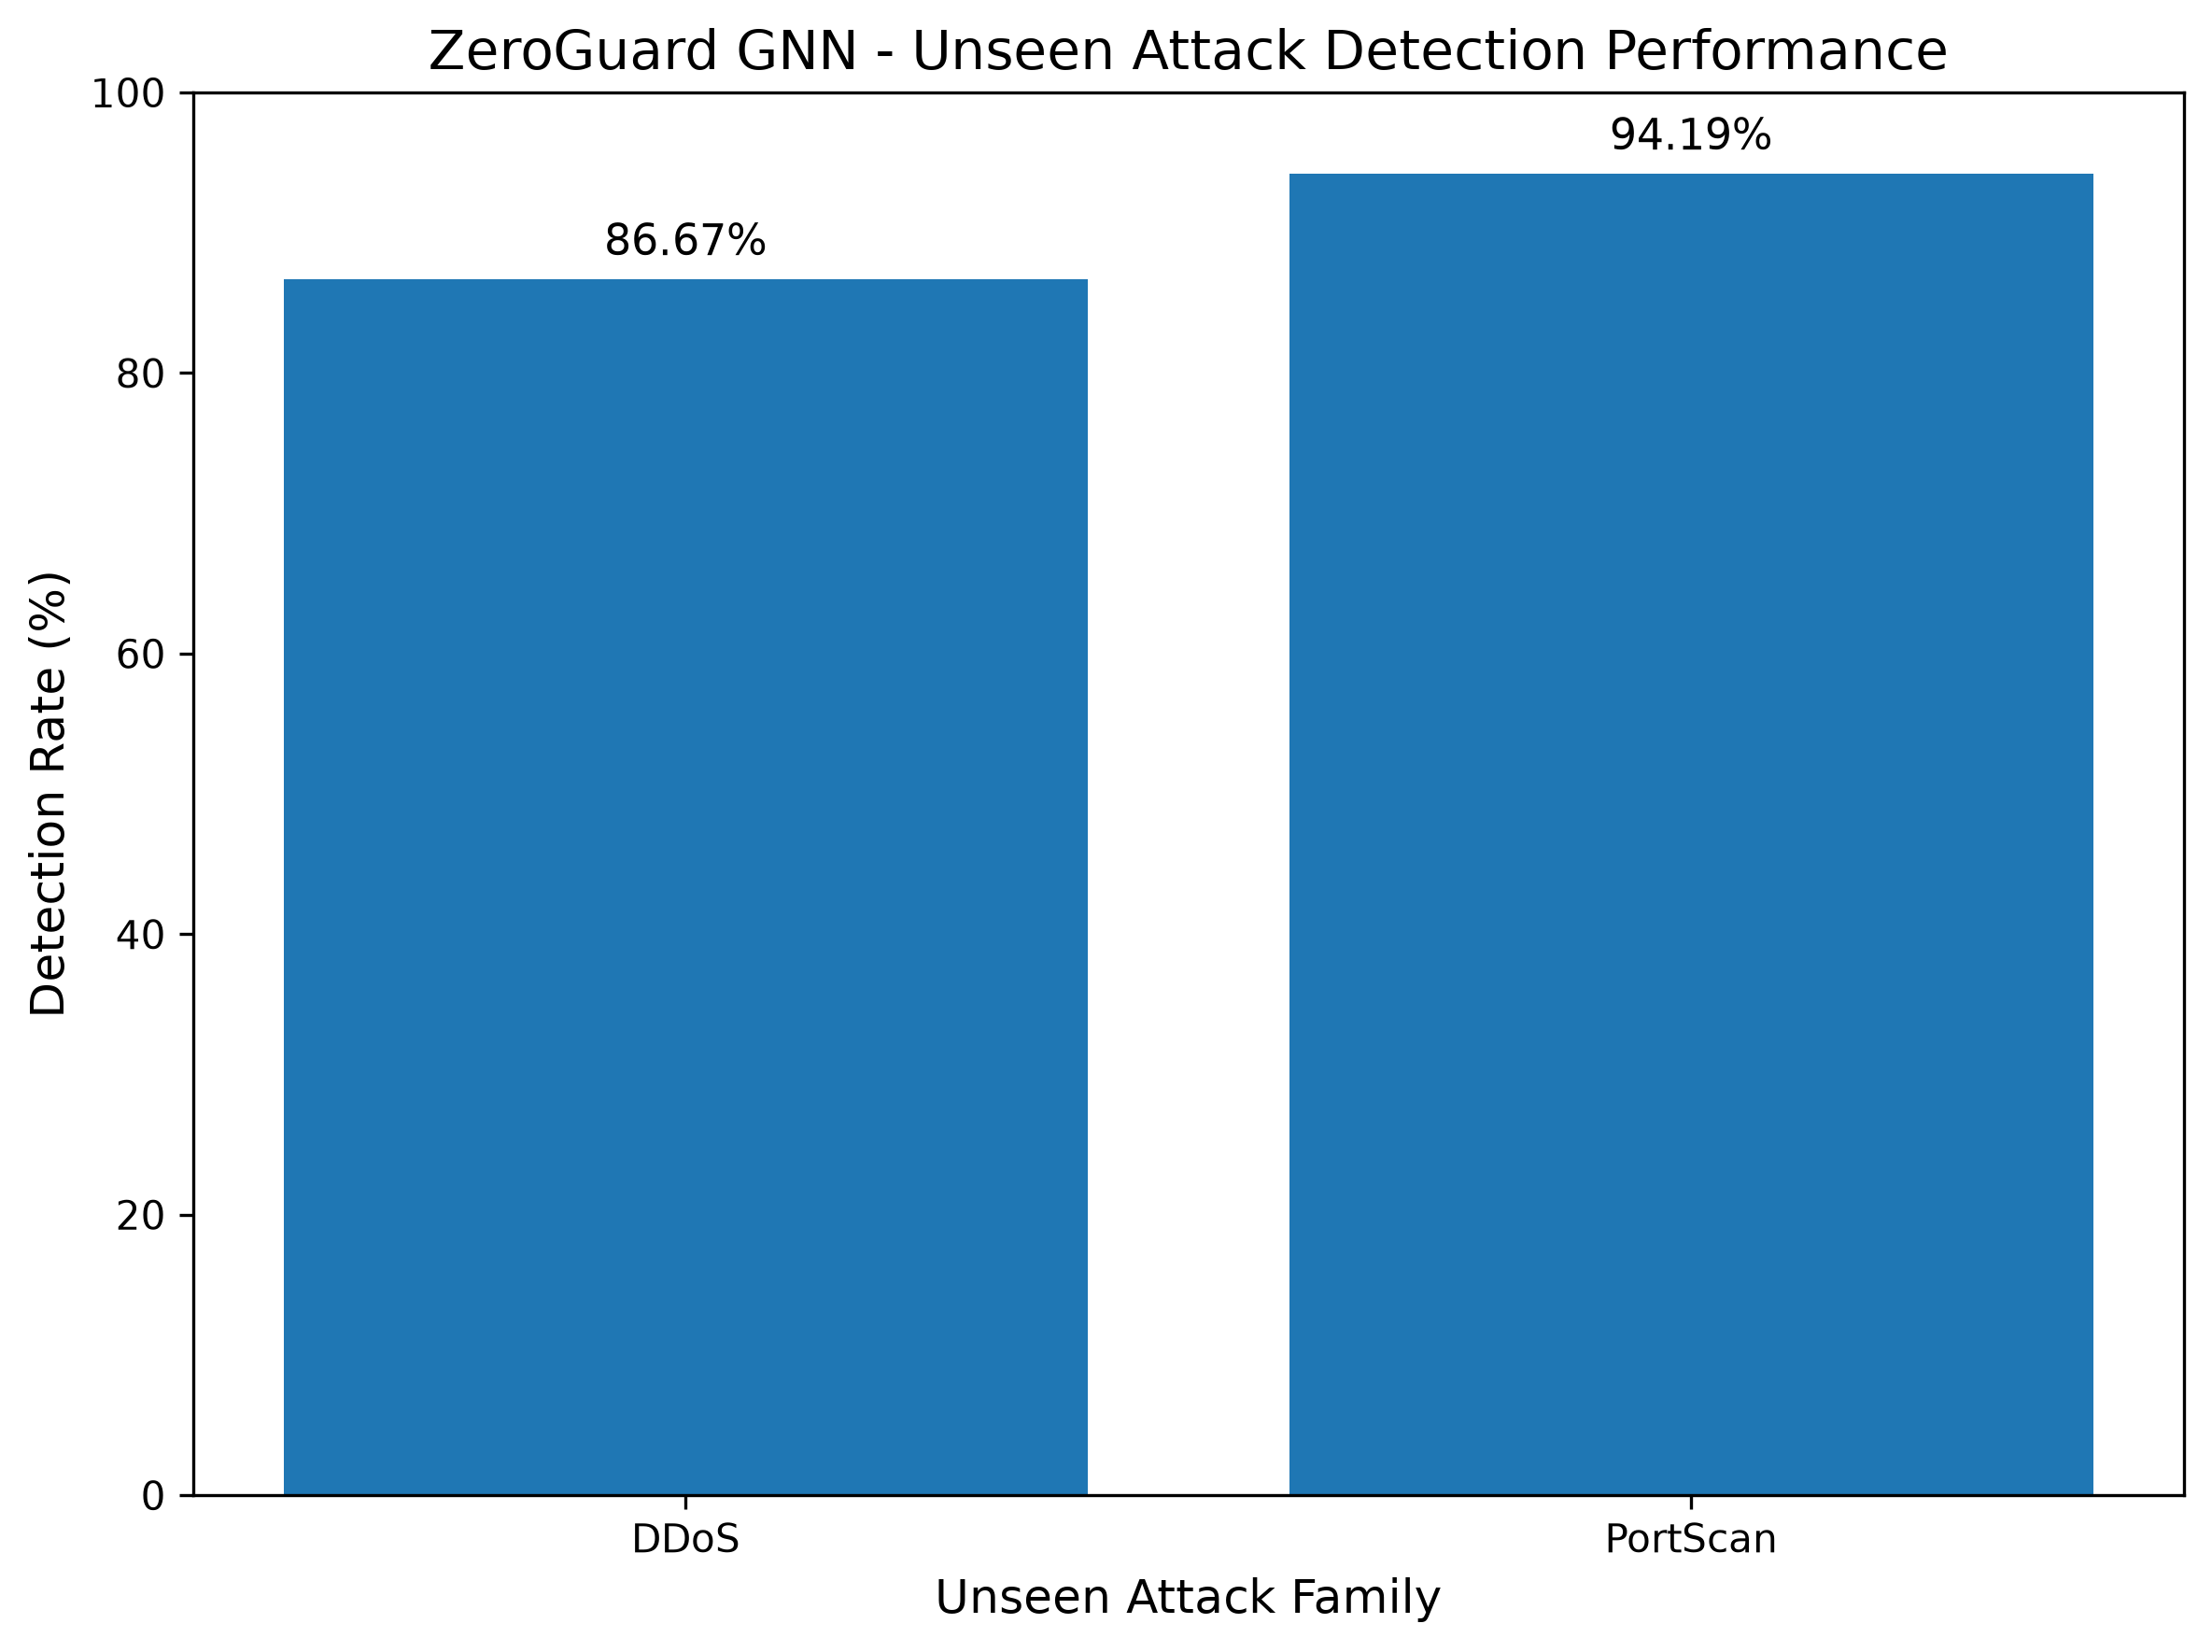 ZeroGuard GNN - Unseen Attack Detection Performance
100
80
60
40
20
0
Detection Rate (%)
86.67%
94.19%
DDoS
PortScan
Unseen Attack Family